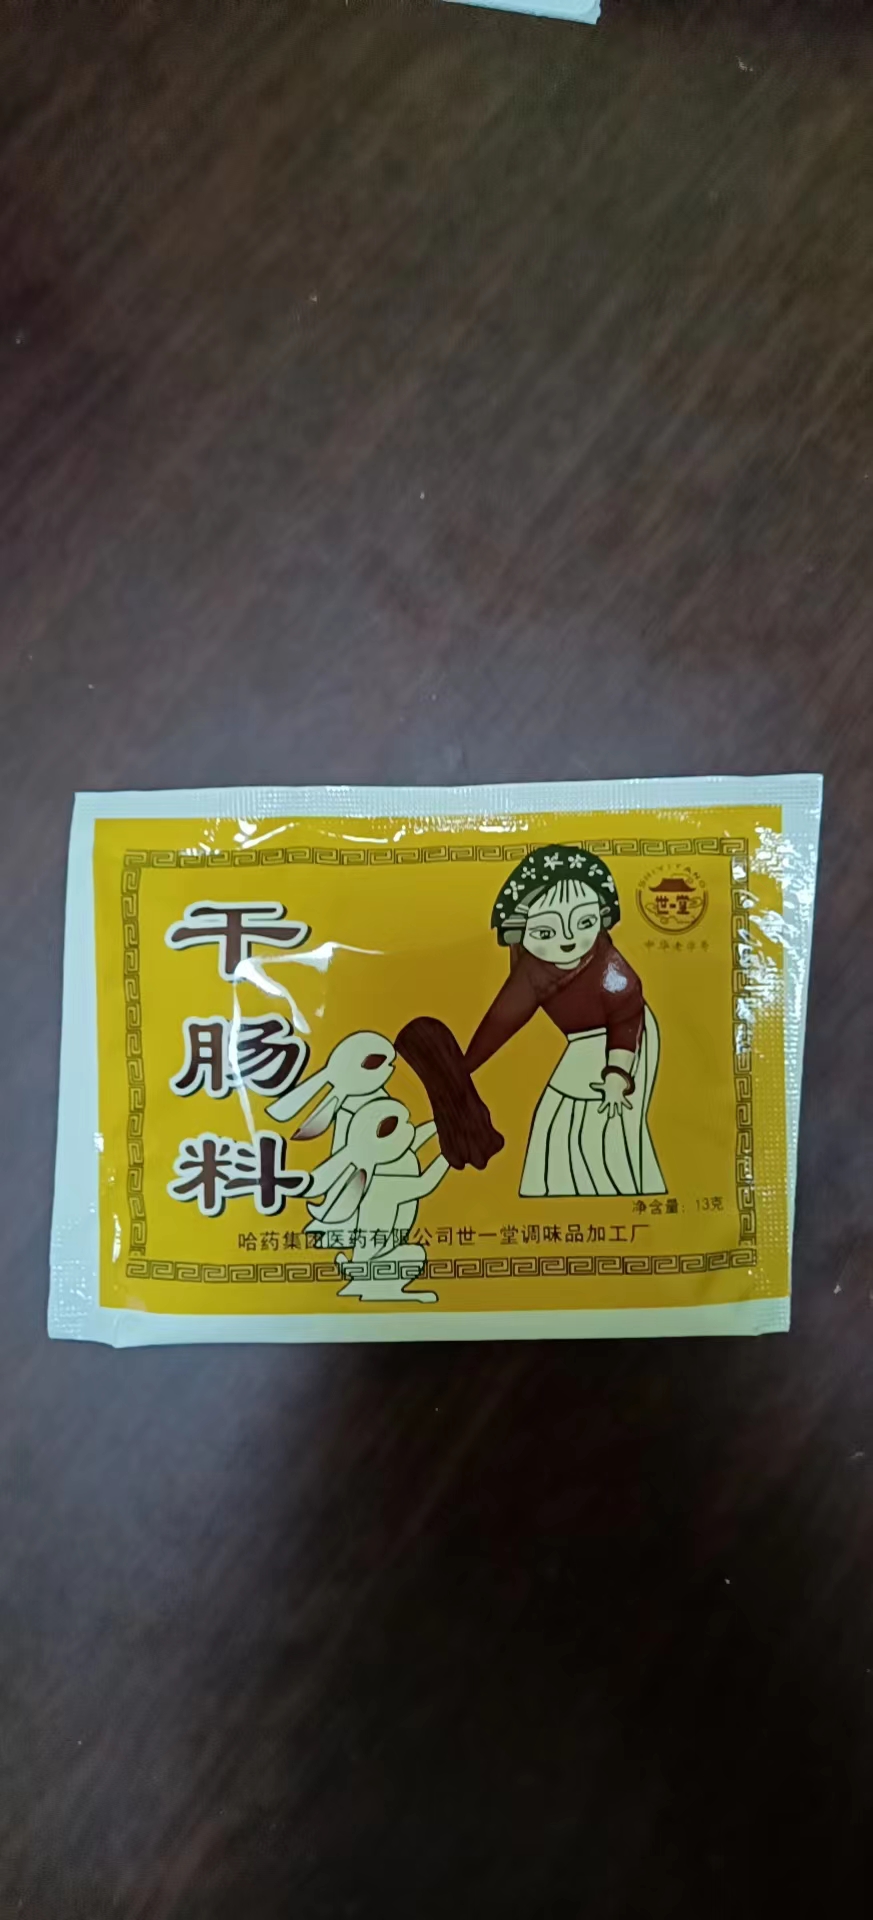 干肠料
SHIYITANG
世一堂
中华老字号
净含量：13克
哈药集团医药有限公司世一堂调味品加工厂